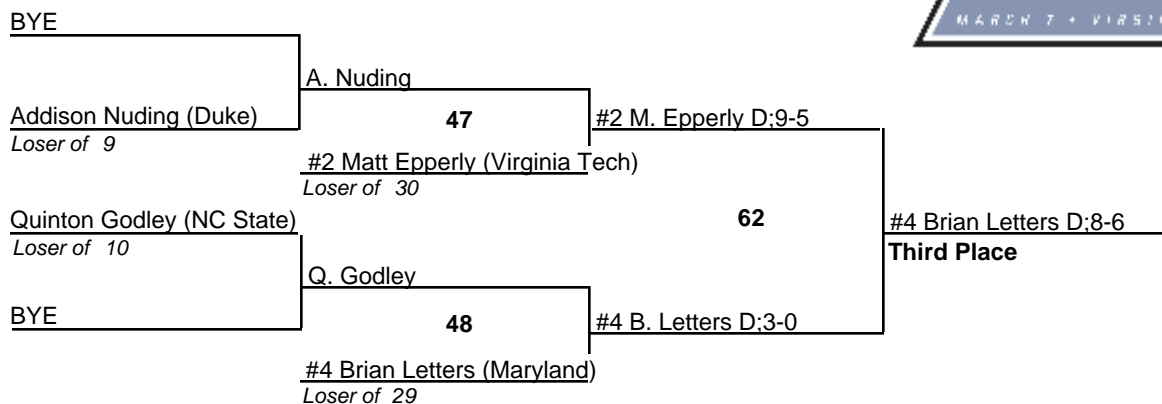 BYE
MARCH 7 •
A. Nuding
Addison Nuding (Duke)
47
#2 M. Epperly D;9-5
Loser of 9
#2 Matt Epperly (Virginia Tech)
Loser of 30
Quinton Godley (NC State)
62
#4 Brian Letters D;8-6
Loser of 10
Third Place
Q. Godley
BYE
48
#4 B. Letters D;3-0
#4 Brian Letters (Maryland)
Loser of 29